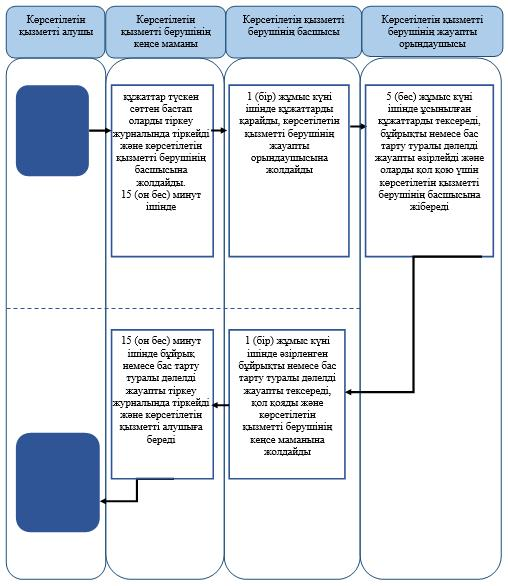 Көрсетілетін
қызметті алушы
Көрсетілетін
қызметті берушінің
кеңсе маманы
Көрсетілетін қызметті
берушінің басшысы
Көрсетілетін қызметті
берушінің жауапты
орындаушысы
құжаттар түскен
сәттен бастап
оларды тіркеу
журналында тіркейді
және көрсетілетін
қызметті берушінің
басшысына
жолдайды.
15 (он бес) минут
ішінде
1 (бір) жұмыс күні
ішінде құжаттарды
қарайды, көрсетілетін
қызметті берушінің
жауапты
орындаушысына
жолдайды
5 (бес) жұмыс күні
ішінде ұсынылған
құжаттарды тексереді,
бұйрықты немесе бас
тарту туралы дәлелді
жауапты әзірлейді және
оларды қол қою үшін
көрсетілетін қызметті
берушінің басшысына
жібереді
15 (он бес) минут
ішінде бұйрық
немесе бас тарту
туралы дәлелді
жауапты тіркеу
журналында тіркейді
және көрсетілетін
қызметті алушыға
береді
1 (бір) жұмыс күні
ішінде әзірленген
бұйрықты немесе бас
тарту туралы дәлелді
жауапты тексереді,
қол қояды және
көрсетілетін
қызметті берушінің
кеңсе маманына
жолдайды